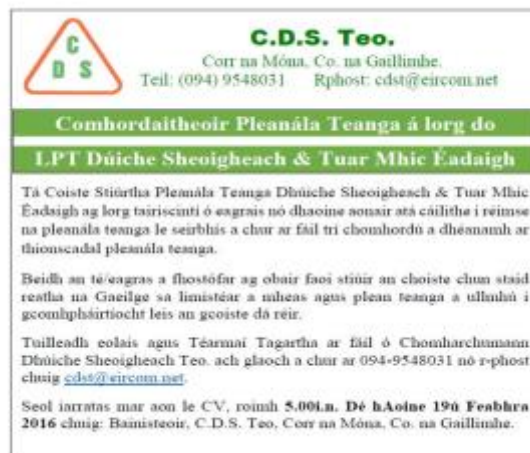 C
D S
C.D.S. Teo.
Corr na Móna, Co. na Gaillimhe.
Teil: (094) 9548031 Rphost: cdst@eircom.net
Comhordaitheoir Pleanála Teanga á lorg do
LPT Dúiche Sheoigheach & Tuar Mhic Éadaigh
Tá Coiste Stiúrtha Pleanála Teanga Dhúiche Sheoigheach & Tuar Mhic
Éadaigh ag lorg tairiscintí ó eagrais nó dhaoine aonair atá cáilithe i réimse
na pleanála teanga le seirbhís a chur ar fáil trí chomhordú a dhéanamh ar
thionscadal pleanála teanga.
Beidh an té/eagras a fhostófar ag obair faoi stiúir an choiste chun staid
reatha na Gaeilge sa limistéar a mheas agus plean teanga a ullmhú i
gcomhpháirtíocht leis an gcoiste dá réir.
Tuilleadh eolais agus Téarmaí Tagartha ar fáil ó Chomharchumann
Dhúiche Sheoigheach Teo. ach glaoch a chur ar 094-9548031 nó r-phost
chuig cdst@eircom.net.
Seol iarratas mar aon le CV, roimh 5.00i.n. Dé hAoine 19ú Feabhra
2016 chuig: Bainisteoir, C.D.S. Teo, Corr na Móna, Co. na Gaillimhe.